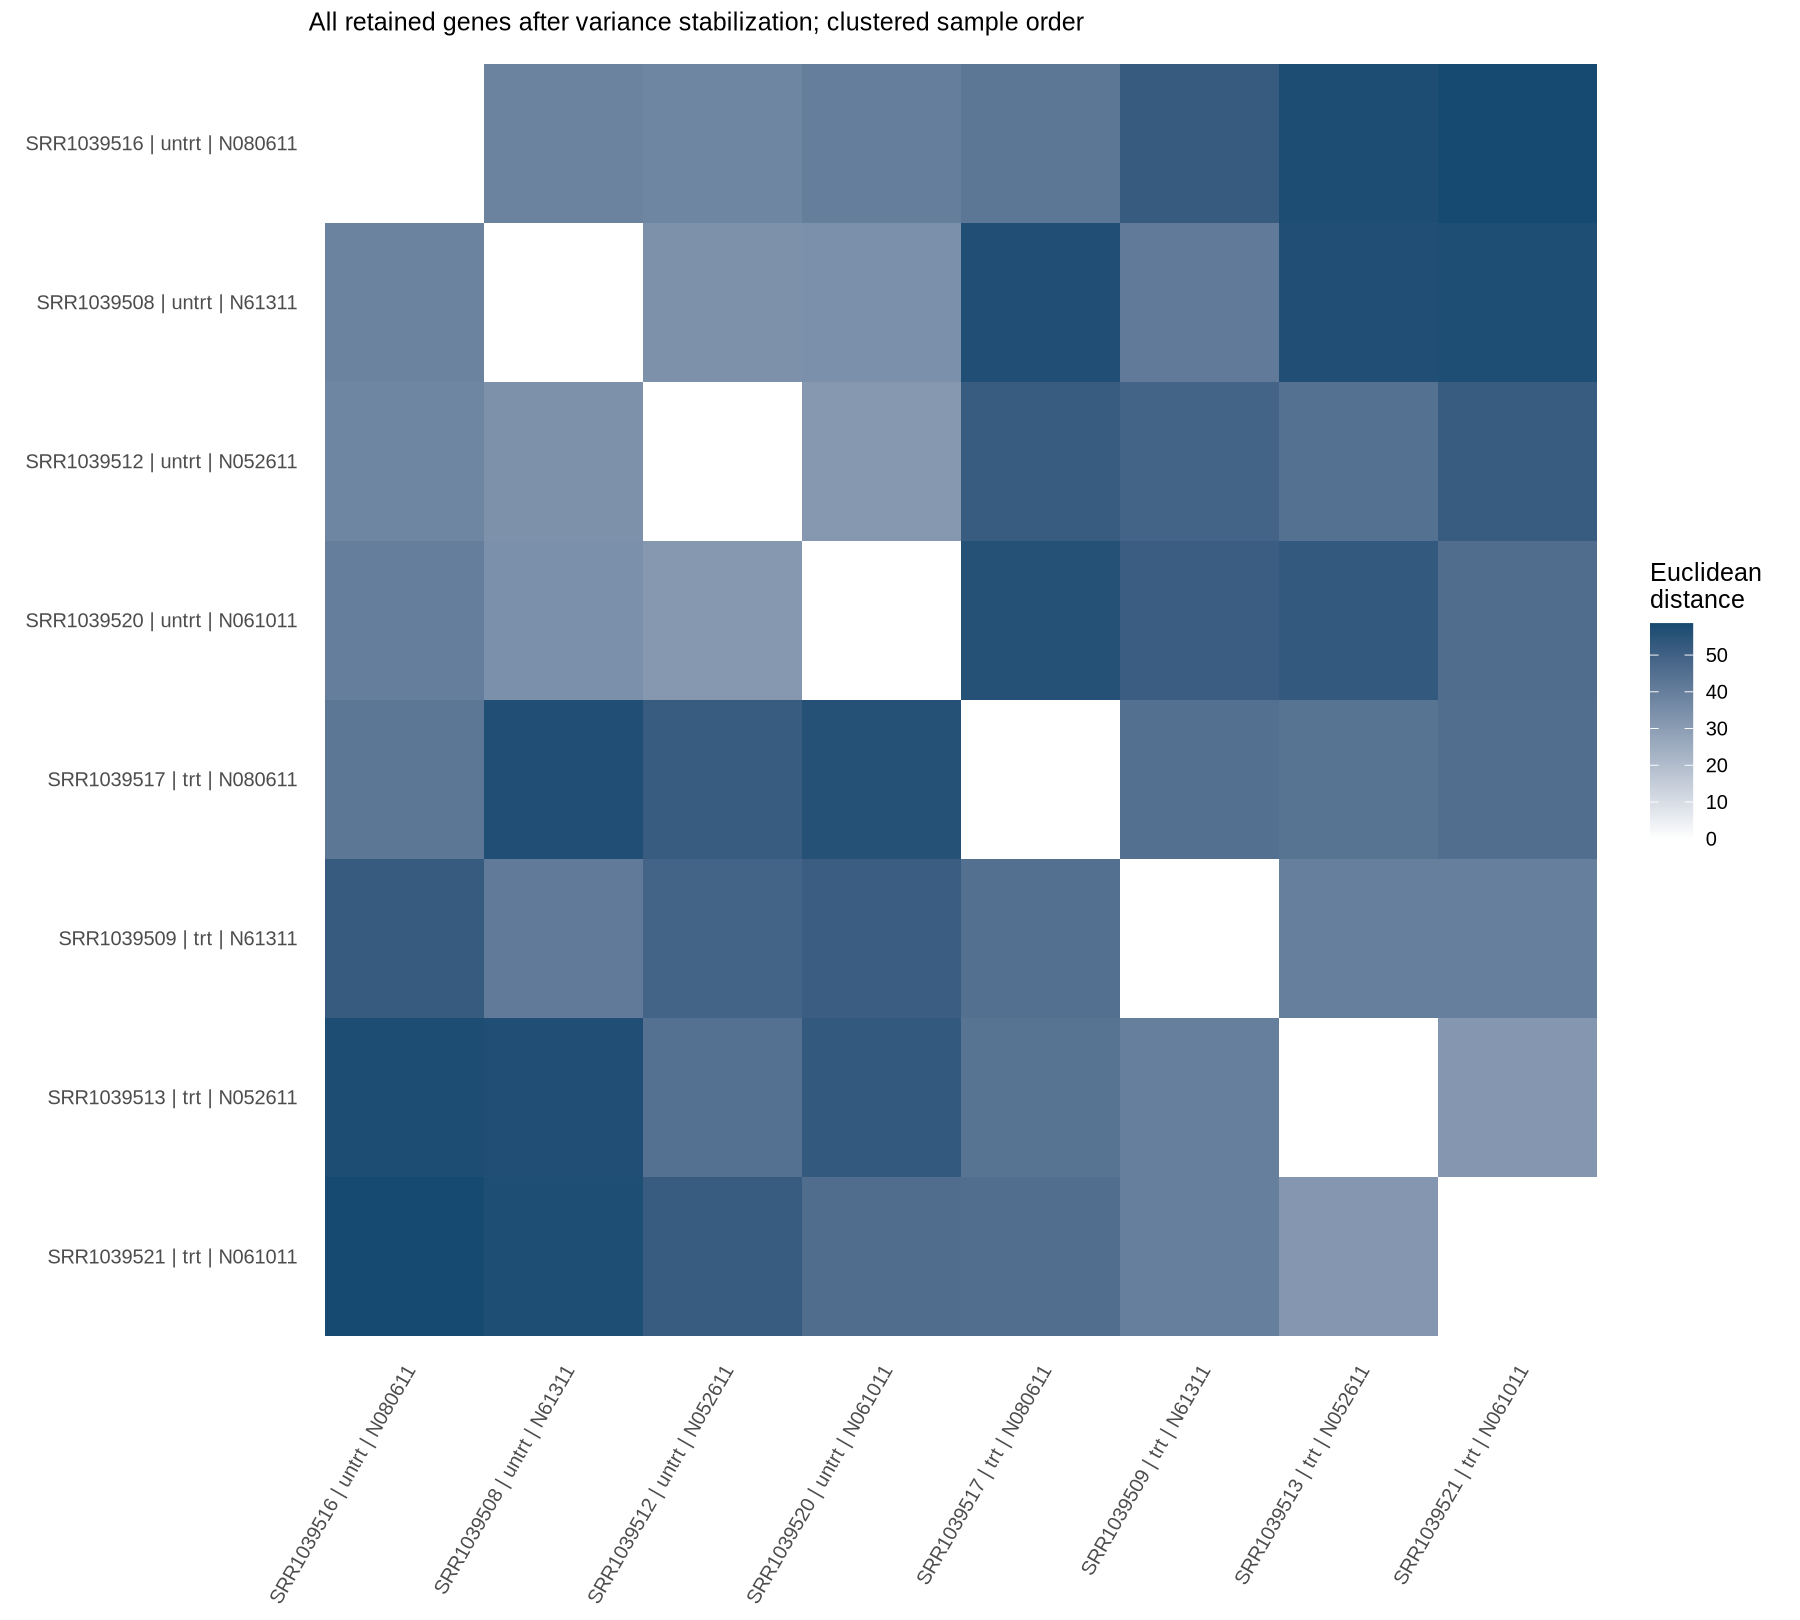 All retained genes after variance stabilization; clustered sample order
SRR1039516 | untrt | N080611
SRR1039508 | untrt | N61311
SRR1039512 | untrt | N052611
SRR1039520 | untrt | N061011
SRR1039517 | trt | N080611
SRR1039509 | trt | N61311
SRR1039513 | trt | N052611
SRR1039521 | trt | N061011
Euclidean
distance
50
40
30
20
10
0
SRR1039516 | untrt | N080611
SRR1039508 | untrt | N61311
SRR1039512 | untrt | N052611
SRR1039520 | untrt | N061011
SRR1039517 | trt | N080611
SRR1039509 | trt | N61311
SRR1039513 | trt | N052611
SRR1039521 | trt | N061011